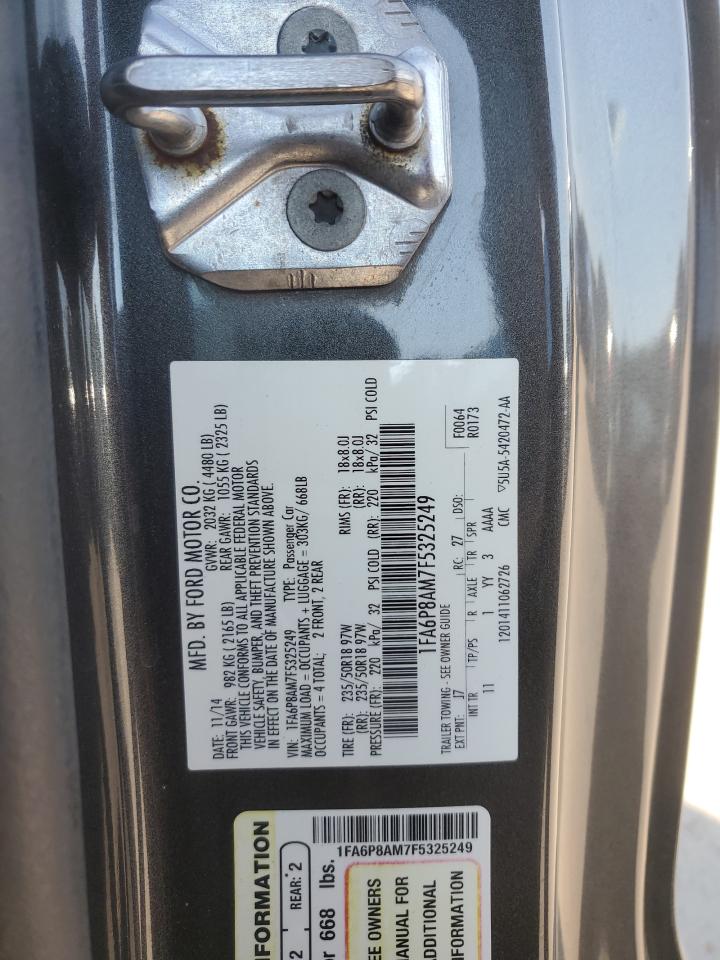 MFD. BY FORD MOTOR CO.
DATE: 11/14 GVWR: 2032 KG ( 4480 LB)
FRONT GAWR: 982 KG ( 2165 LB) REAR GAWR: 1055 KG ( 2325 LB)
THIS VEHICLE CONFORMS TO ALL APPLICABLE FEDERAL MOTOR
VEHICLE SAFETY, BUMPER, AND THEFT PREVENTION STANDARDS
IN EFFECT ON THE DATE OF MANUFACTURE SHOWN ABOVE.
VIN: 1FA6P8AM7F5325249 TYPE: Passenger Car
MAXIMUM LOAD = OCCUPANTS + LUGGAGE = 303KG/ 668LB
OCCUPANTS = 4 TOTAL: 2 FRONT, 2 REAR
TIRE (FR): 235/50R18 97W RIMS (FR): 18x8.0J
(RR): 235/50R18 97W (RR): 18x8.0J
PRESSURE (FR): 220 kPa/ 32 PSI COLD (RR): 220 kPa/ 32 PSI COLD
1FA6P8AM7F5325249
TRAILER TOWING - SEE OWNER GUIDE F0064
EXT PNT: J7 RC: 27 DSO: R0173
INT TR TP/PS R AXLE TR SPR
11 1 YY 3 AAAA
1201411062726 CMC ▽5U5A-5420472-AA
NFORMATION
2 REAR: 2
or 668 lbs.
1FA6P8AM7F5325249
EE OWNERS
ANUAL FOR
ADDITIONAL
NFORMATION